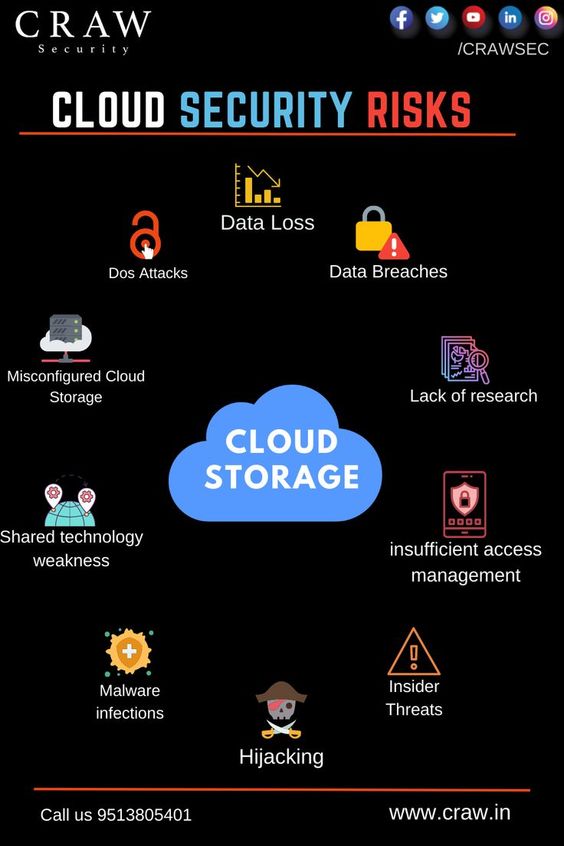 CRAW
Security
/CRAWSEC
CLOUD SECURITY RISKS
Data Loss
Dos Attacks
Data Breaches
Misconfigured Cloud
Storage
Lack of research
CLOUD
STORAGE
Shared technology
weakness
insufficient access
management
Malware
infections
Insider
Threats
Hijacking
Call us 9513805401
www.craw.in